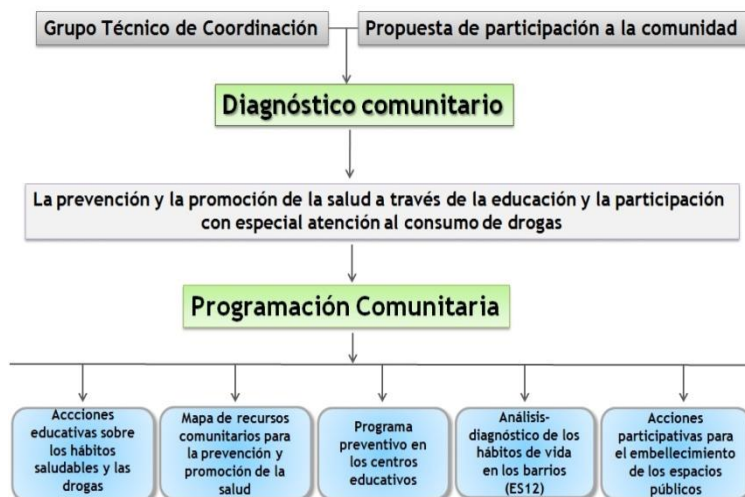 Grupo Técnico de Coordinación
Propuesta de participación a la comunidad
Diagnóstico comunitario
La prevención y la promoción de la salud a través de la educación y la participación
con especial atención al consumo de drogas
Programación Comunitaria
Accciones
educativas sobre
los hábitos
saludables y las
drogas
Mapa de recursos
comunitarios para
la prevención y
promoción de la
salud
Programa
preventivo en
los centros
educativos
Análisis-
diagnóstico de los
hábitos de vida
en los barrios
(ES12)
Acciones
participativas para
el embellecimiento
de los espacios
públicos